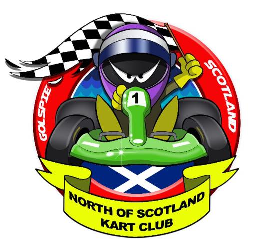 GOLSPIE
SCOTLAND
1
NORTH OF SCOTLAND
KART CLUB